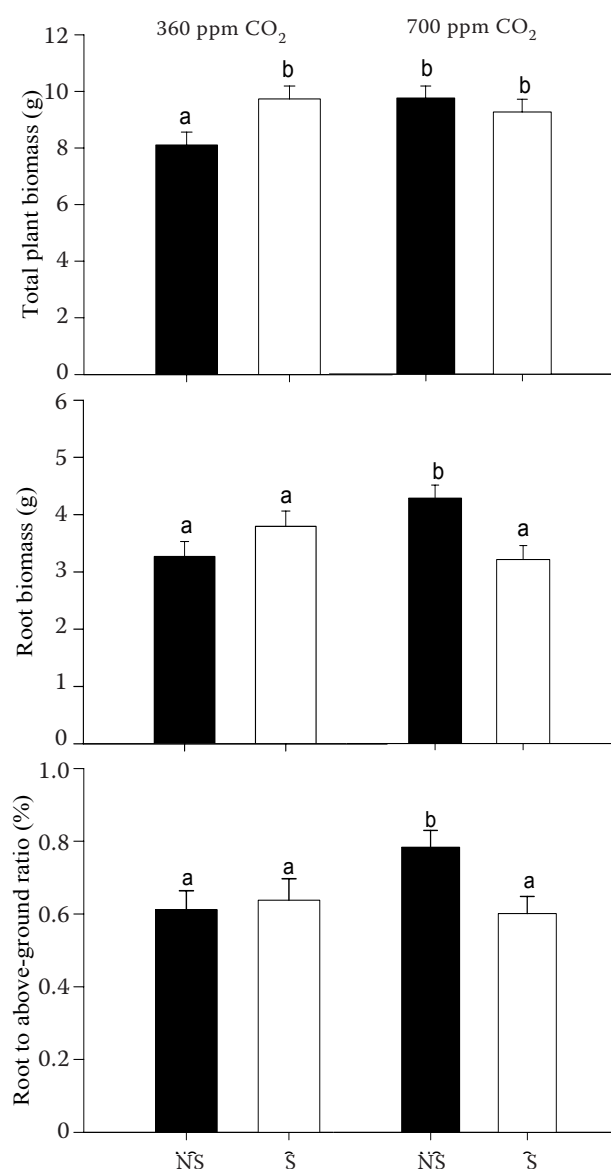 360 ppm CO₂ 700 ppm CO₂
Total plant biomass (g)
12
10
8
6
4
2
0
a b b b
Root biomass (g)
6
5
4
3
2
1
0
a a b a
Root to above-ground ratio (%)
1.0
0.8
0.6
0.4
0.2
0
a a b a
NS S NS S